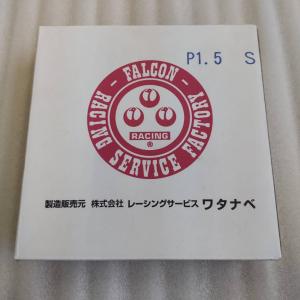 P1.5 S
- FALCON -
RACING SERVICE FACTORY
RACING
®
製造販売元 株式会社 レーシングサービス ワタナベ